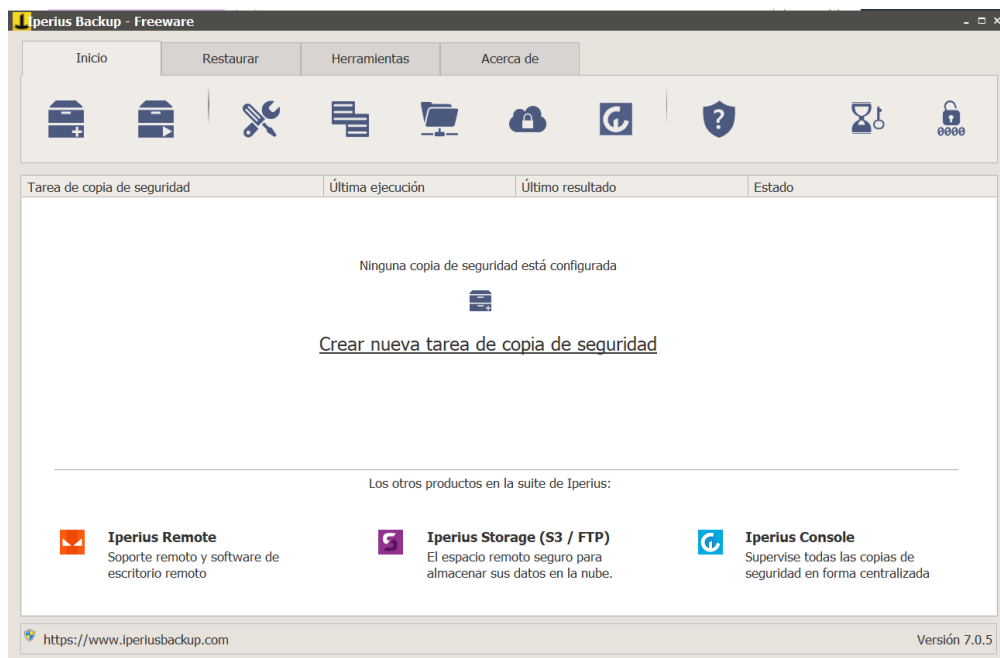 Iperius Backup - Freeware
Inicio
Restaurar
Herramientas
Acerca de
?
0000
Tarea de copia de seguridad
Última ejecución
Último resultado
Estado
Ninguna copia de seguridad está configurada
Crear nueva tarea de copia de seguridad
Los otros productos en la suite de Iperius:
Iperius Remote
Soporte remoto y software de
escritorio remoto
Iperius Storage (S3 / FTP)
El espacio remoto seguro para
almacenar sus datos en la nube.
Iperius Console
Supervise todas las copias de
seguridad en forma centralizada
https://www.iperiusbackup.com
Versión 7.0.5